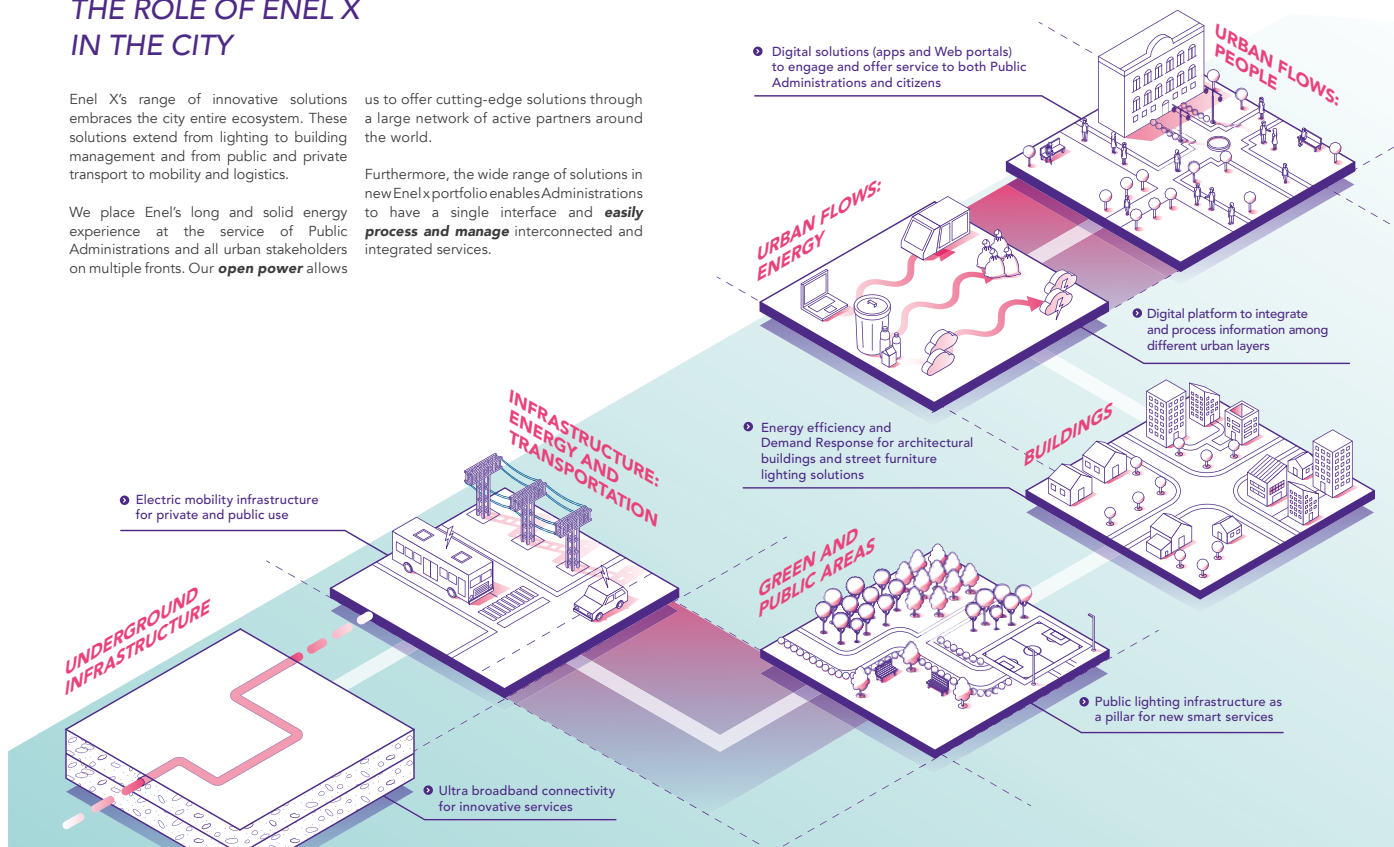 THE ROLE OF ENEL X
IN THE CITY
Enel X's range of innovative solutions
embraces the city entire ecosystem. These
solutions extend from lighting to building
management and from public and private
transport to mobility and logistics.
We place Enel's long and solid energy
experience at the service of Public
Administrations and all urban stakeholders
on multiple fronts. Our open power allows
us to offer cutting-edge solutions through
a large network of active partners around
the world.
Furthermore, the wide range of solutions in
new Enel x portfolio enables Administrations
to have a single interface and easily
process and manage interconnected and
integrated services.
Digital solutions (apps and Web portals)
to engage and offer service to both Public
Administrations and citizens
URBAN FLOWS:
PEOPLE
URBAN FLOWS:
ENERGY
Digital platform to integrate
and process information among
different urban layers
Energy efficiency and
Demand Response for architectural
buildings and street furniture
lighting solutions
BUILDINGS
INFRASTRUCTURE:
ENERGY AND
TRANSPORTATION
Electric mobility infrastructure
for private and public use
GREEN AND
PUBLIC AREAS
UNDERGROUND
INFRASTRUCTURE
Public lighting infrastructure as
a pillar for new smart services
Ultra broadband connectivity
for innovative services